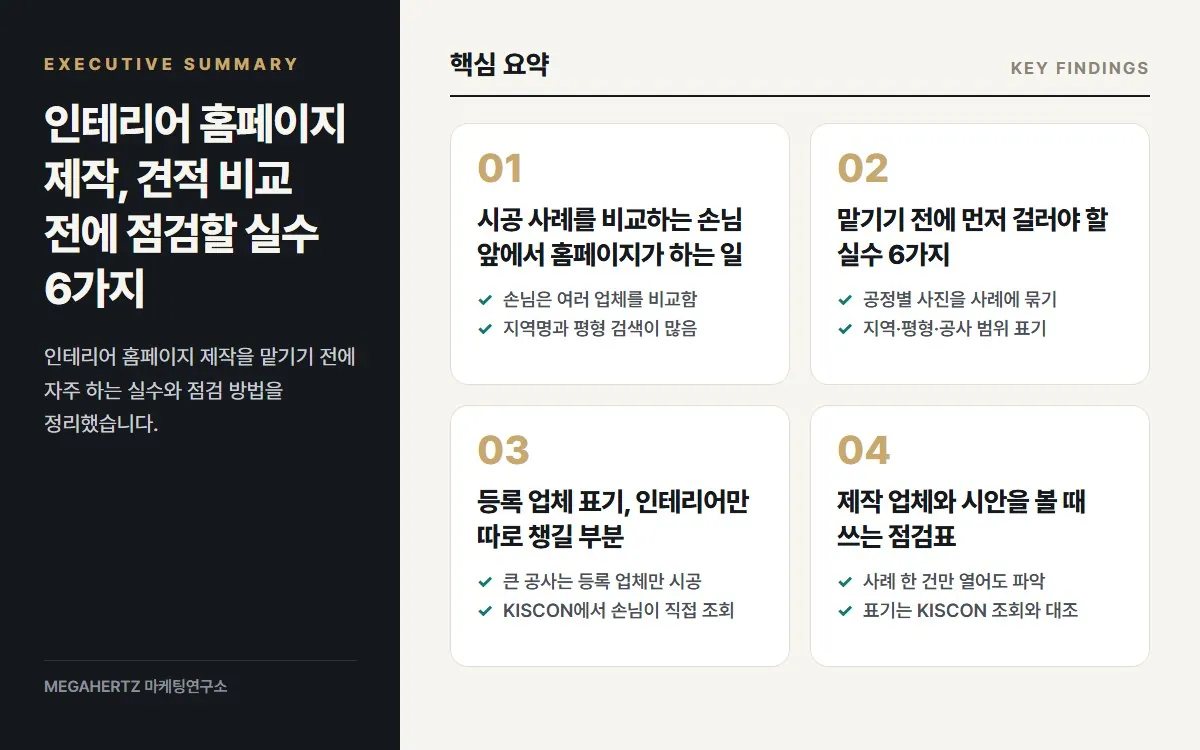 EXECUTIVE SUMMARY
인테리어 홈페이지
제작, 견적 비교
전에 점검할 실수
6가지
인테리어 홈페이지 제작을 맡기기 전에
자주 하는 실수와 점검 방법을
정리했습니다.
MEGAHERTZ 마케팅연구소
핵심 요약
KEY FINDINGS
01
시공 사례를 비교하는 손님
앞에서 홈페이지가 하는 일
손님은 여러 업체를 비교함
지역명과 평형 검색이 많음
02
맡기기 전에 먼저 걸러야 할
실수 6가지
공정별 사진을 사례에 묶기
지역·평형·공사 범위 표기
03
등록 업체 표기, 인테리어만
따로 챙길 부분
큰 공사는 등록 업체만 시공
KISCON에서 손님이 직접 조회
04
제작 업체와 시안을 볼 때
쓰는 점검표
사례 한 건만 열어도 파악
표기는 KISCON 조회와 대조